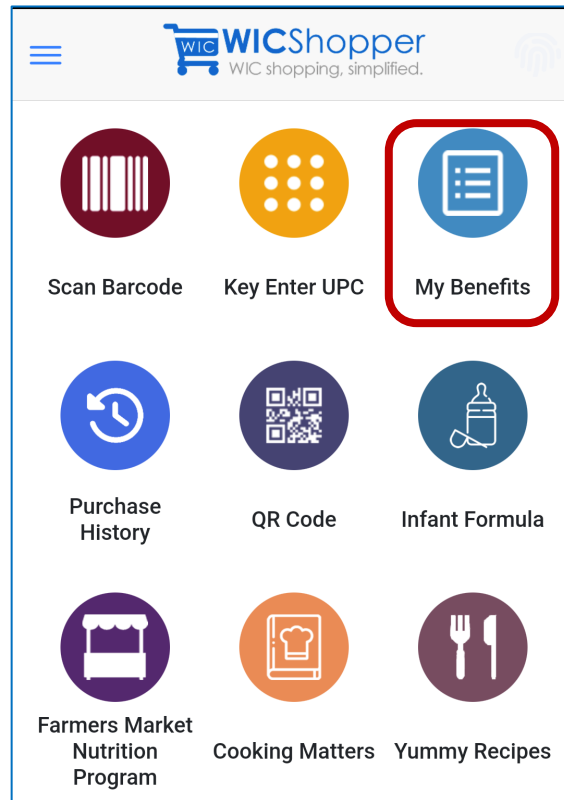 WIC WICShopper
WIC shopping, simplified.
Scan Barcode
Key Enter UPC
My Benefits
Purchase
History
QR Code
Infant Formula
Farmers Market
Nutrition
Program
Cooking Matters
Yummy Recipes